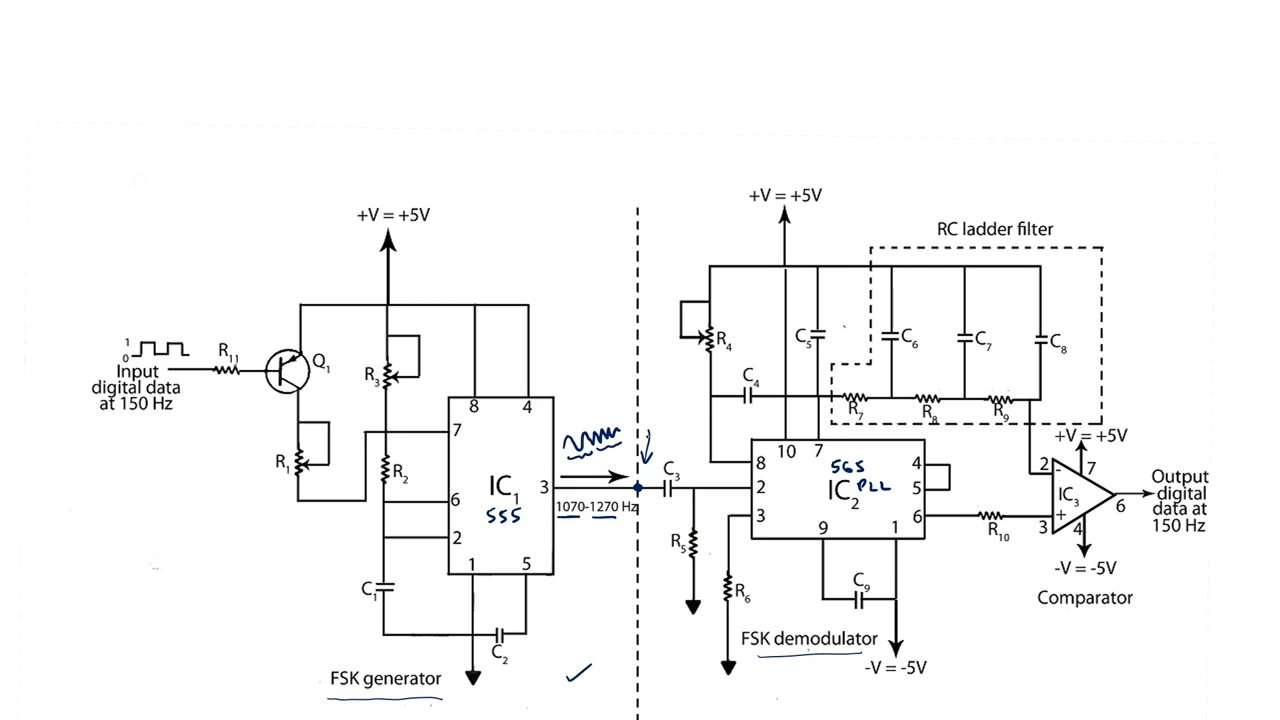 +V = +5V
1
0
Input
digital data
at 150 Hz
R11
Q1
R3
R1
R2
8
4
7
6
2
3
1
5
IC1
555
C1
C2
1070-1270 Hz
FSK generator
+V = +5V
RC ladder filter
R4
C5
C6
C7
C8
C4
R7
R8
R9
C3
R5
R6
10
7
8
2
3
4
5
6
9
1
565
IC2 PLL
C9
R10
-V = -5V
FSK demodulator
+V = +5V
2
-
7
IC3
+
3
4
6
-V = -5V
Comparator
Output
digital
data at
150 Hz